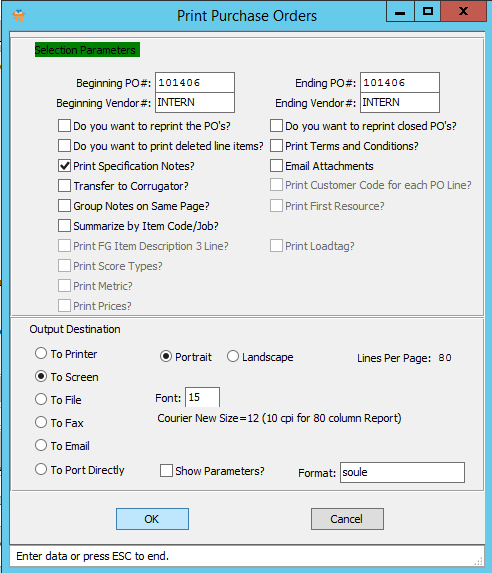 Print Purchase Orders
Selection Parameters
Beginning PO#: 101406 Ending PO#: 101406
Beginning Vendor#: INTERN Ending Vendor#: INTERN
Do you want to reprint the PO's? Do you want to reprint closed PO's?
Do you want to print deleted line items? Print Terms and Conditions?
Print Specification Notes? Email Attachments
Transfer to Corrugator? Print Customer Code for each PO Line?
Group Notes on Same Page? Print First Resource?
Summarize by Item Code/Job?
Print FG Item Description 3 Line? Print Loadtag?
Print Score Types?
Print Metric?
Print Prices?
Output Destination
To Printer Portrait Landscape Lines Per Page: 80
To Screen
To File Font: 15
To Fax Courier New Size=12 (10 cpi for 80 column Report)
To Email
To Port Directly Show Parameters? Format: soule
OK Cancel
Enter data or press ESC to end.